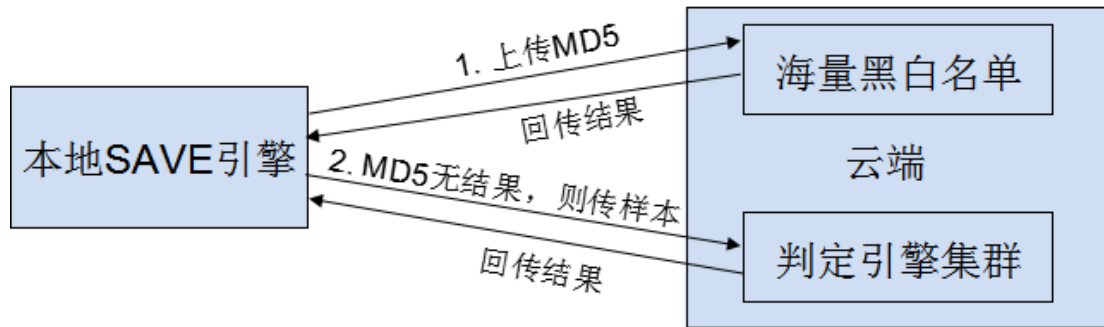 1. 上传MD5
海量黑白名单
回传结果
本地SAVE引擎
云端
2. MD5无结果，则传样本
判定引擎集群
回传结果